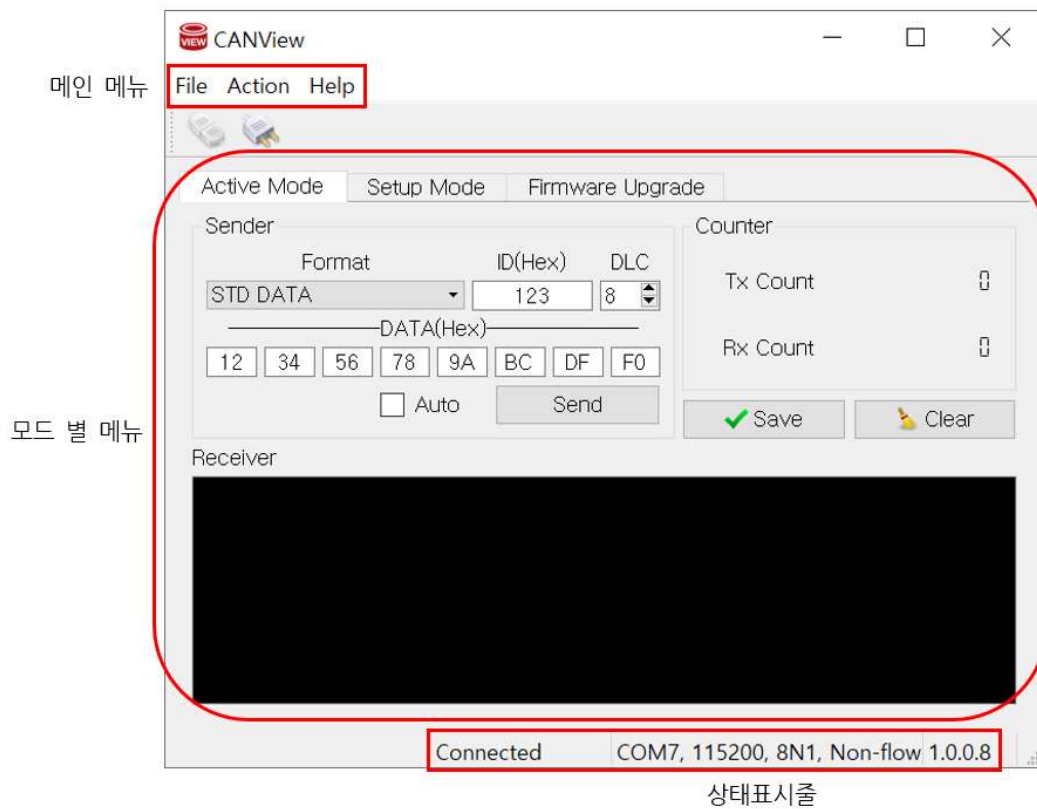 VIEW CANView
메인 메뉴 File Action Help
Active Mode Setup Mode Firmware Upgrade
Sender Counter
Format ID(Hex) DLC
STD DATA 123 8
Tx Count 0
DATA(Hex)
12 34 56 78 9A BC DF F0
Rx Count 0
Auto Send
Save Clear
모드 별 메뉴
Receiver
Connected COM7, 115200, 8N1, Non-flow 1.0.0.8
상태표시줄